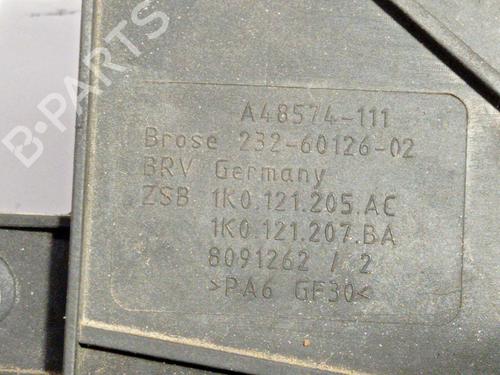 B-PARTS
A48574-111
Brose 232-60126-02
BRV Germany
ZSB 1K0.121.205.AC
1K0.121.207.BA
8091262 / 2
>PA6 GF30<